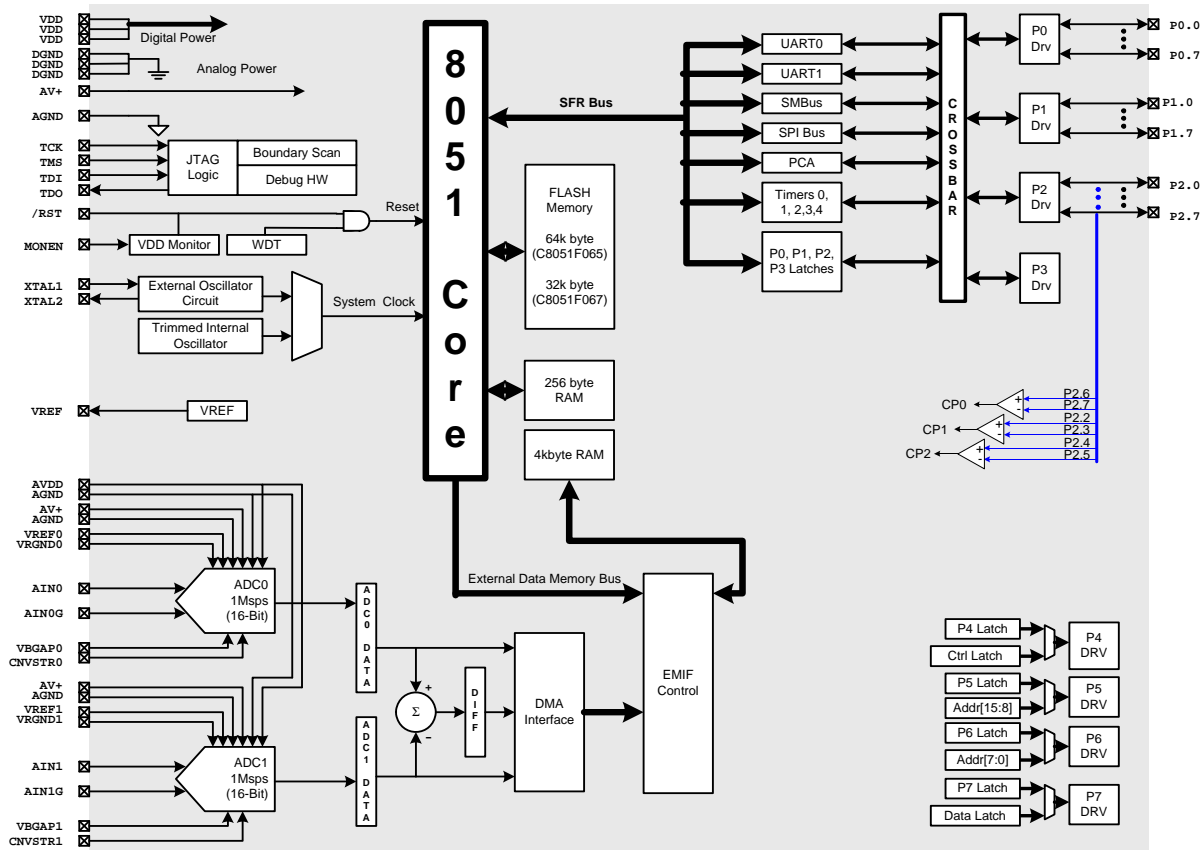 VDD
VDD
VDD
Digital Power
DGND
DGND
DGND
Analog Power
AV+
AGND
TCK
TMS
TDI
TDO
JTAG
Logic
Boundary Scan
Debug HW
/RST
Reset
MONEN
VDD Monitor
WDT
XTAL1
XTAL2
External Oscillator
Circuit
Trimmed Internal
Oscillator
System Clock
VREF
VREF
8
0
5
1
C
o
r
e
SFR Bus
FLASH
Memory
64k byte
(C8051F065)
32k byte
(C8051F067)
256 byte
RAM
4kbyte RAM
UART0
UART1
SMBus
SPI Bus
PCA
Timers 0,
1, 2,3,4
P0, P1, P2,
P3 Latches
C
R
O
S
S
B
A
R
P0
Drv
P1
Drv
P2
Drv
P3
Drv
P0.0
P0.7
P1.0
P1.7
P2.0
P2.7
CP0
+
-
P2.6
P2.7
CP1
+
-
P2.2
P2.3
CP2
+
-
P2.4
P2.5
AVDD
AGND
AV+
AGND
VREF0
VRGND0
AIN0
AIN0G
VBGAP0
CNVSTR0
ADC0
1Msps
(16-Bit)
AV+
AGND
VREF1
VRGND1
AIN1
AIN1G
VBGAP1
CNVSTR1
ADC1
1Msps
(16-Bit)
A
D
C
0
D
A
T
A
A
D
C
1
D
A
T
A
+
Σ
−
D
I
F
F
DMA
Interface
External Data Memory Bus
EMIF
Control
P4 Latch
Ctrl Latch
P4
DRV
P5 Latch
Addr[15:8]
P5
DRV
P6 Latch
Addr[7:0]
P6
DRV
P7 Latch
Data Latch
P7
DRV